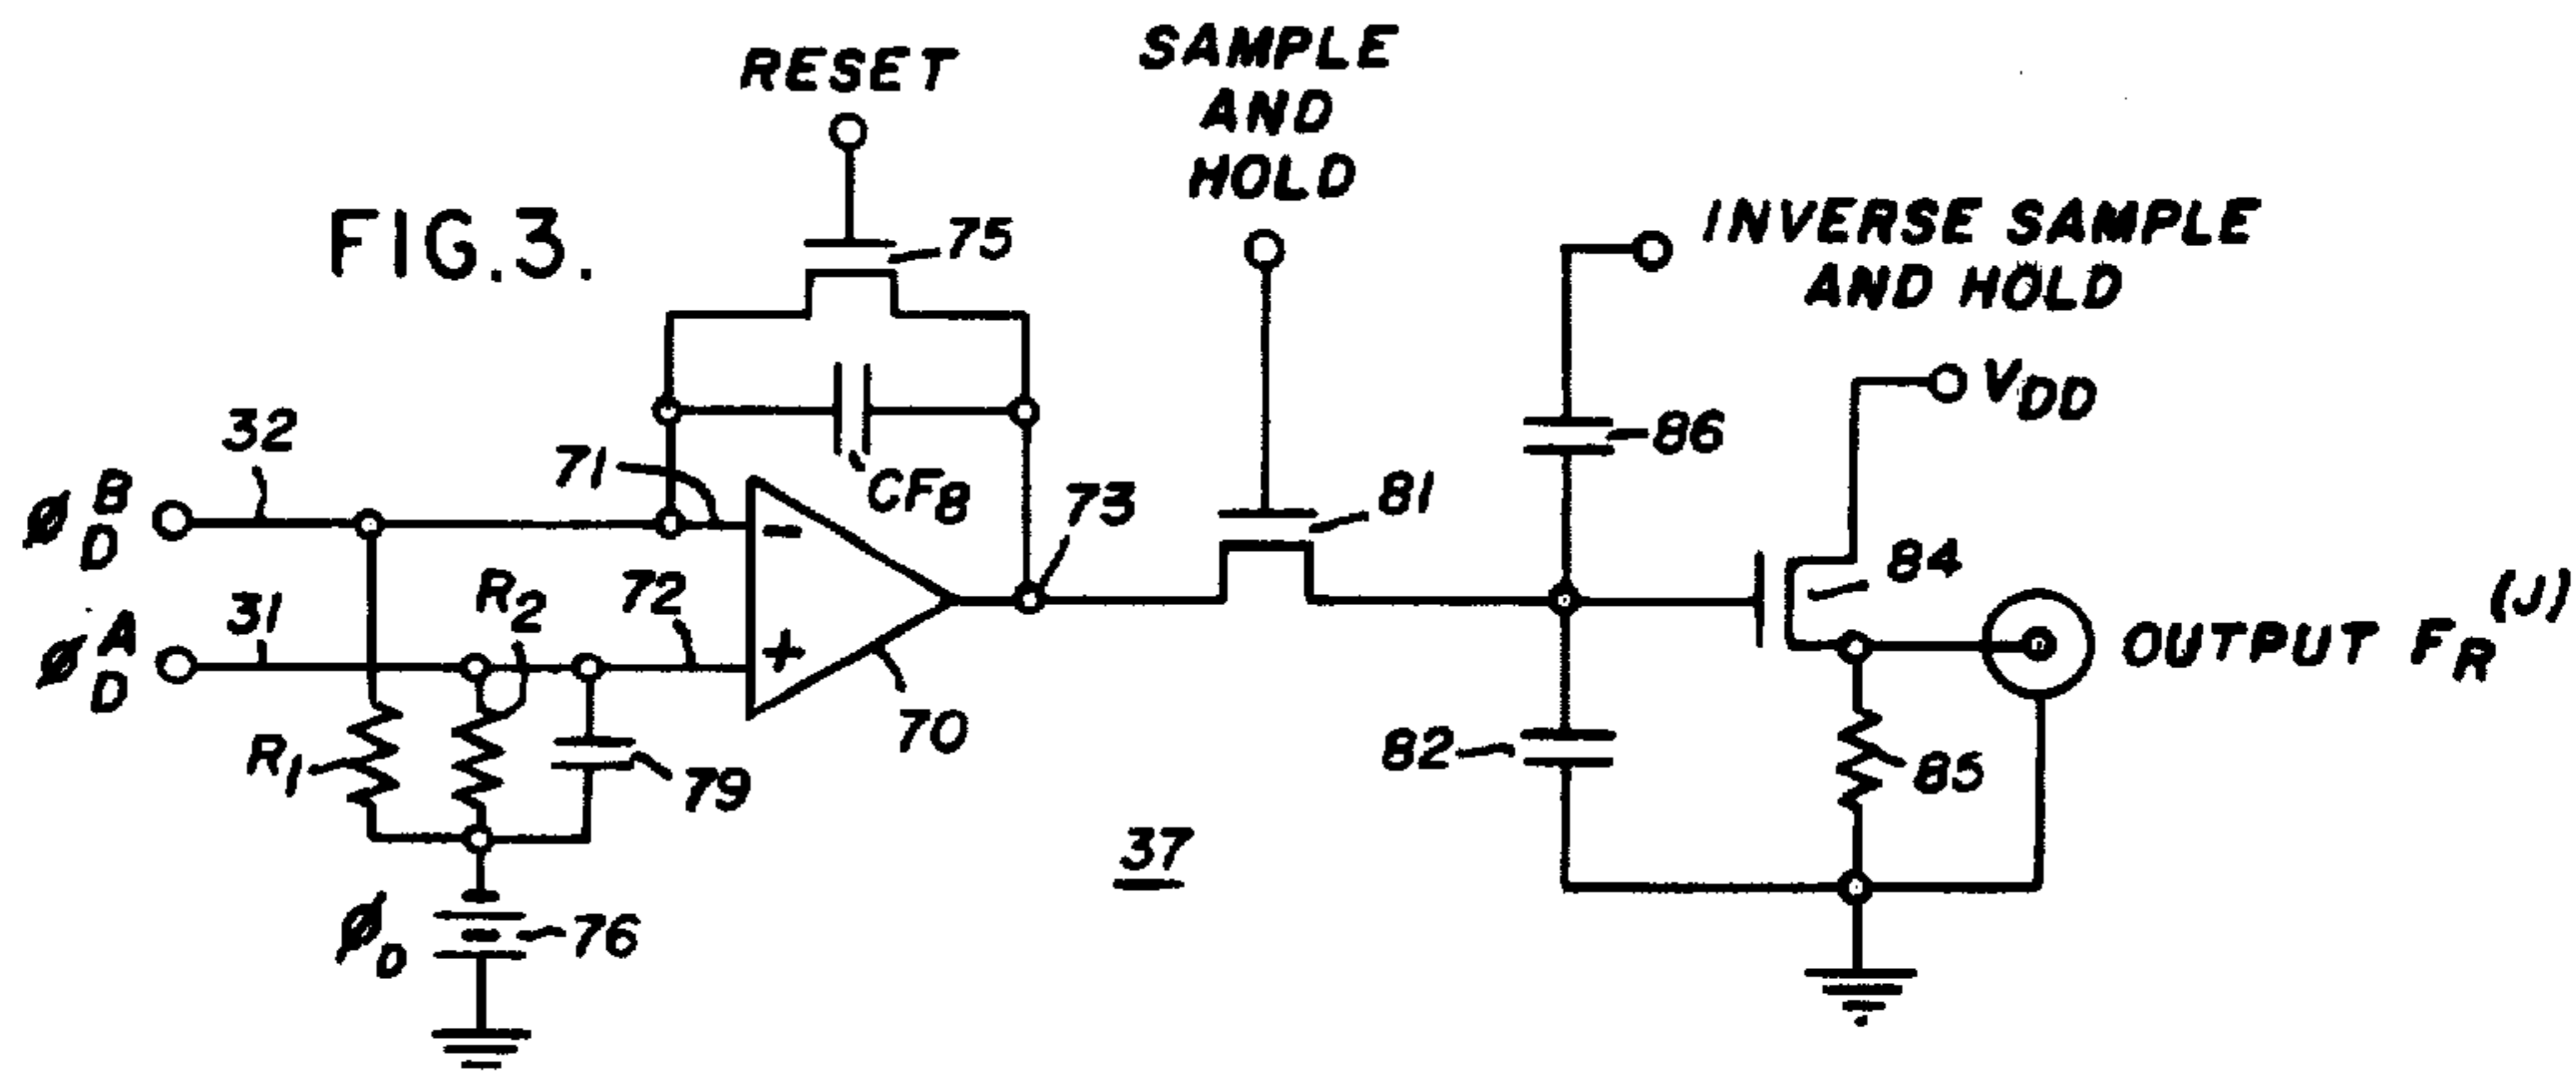 FIG.3.
RESET
75
SAMPLE
AND
HOLD
INVERSE SAMPLE
AND HOLD
VDD
86
32
71
CF8
73
81
84
ØDB
ØDA
31
R2
72
70
OUTPUT FR(J)
R1
79
82
85
37
ØD
76
-
+